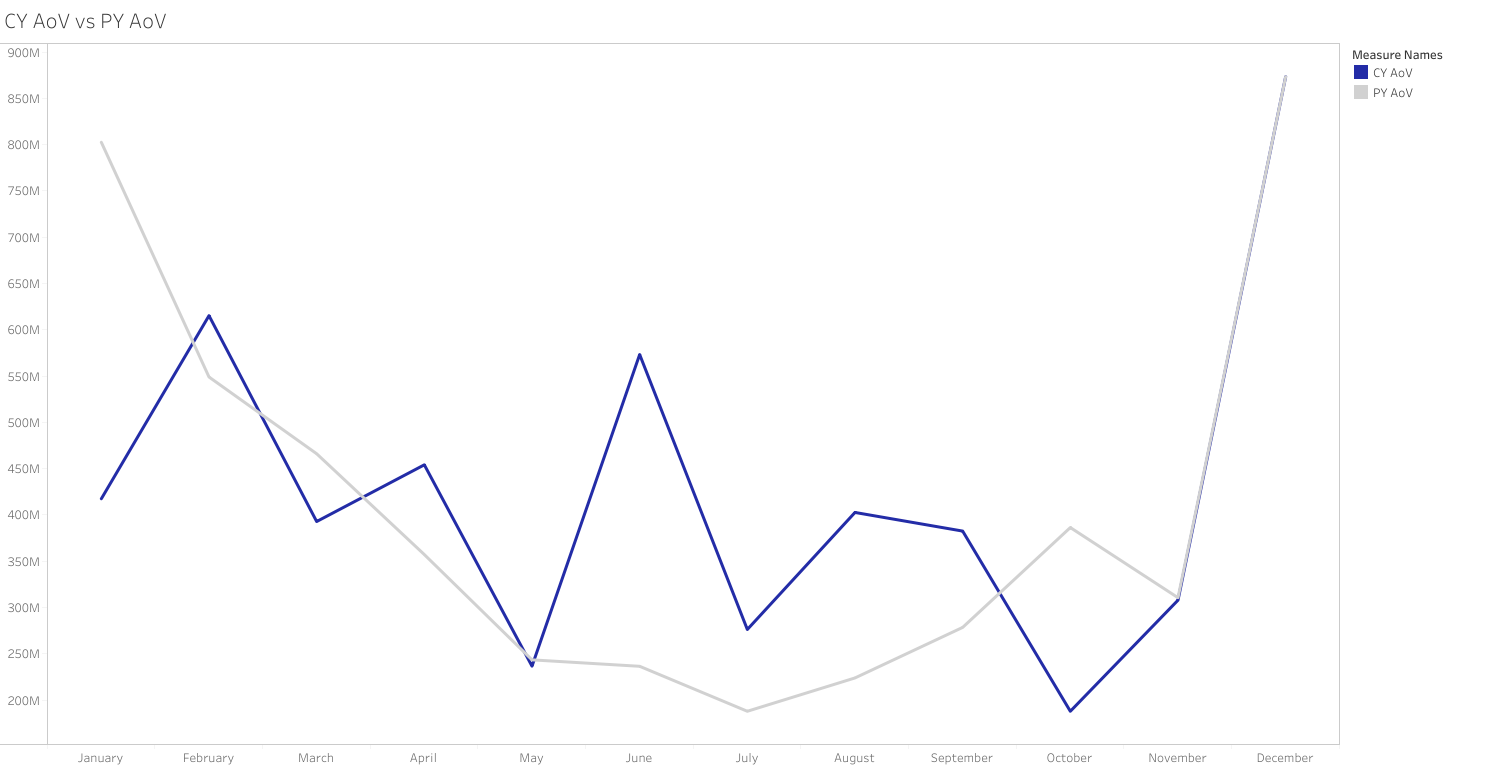 CY AoV vs PY AoV
900M
850M
800M
750M
700M
650M
600M
550M
500M
450M
400M
350M
300M
250M
200M
January February March April May June July August September October November December
Measure Names
CY AoV
PY AoV